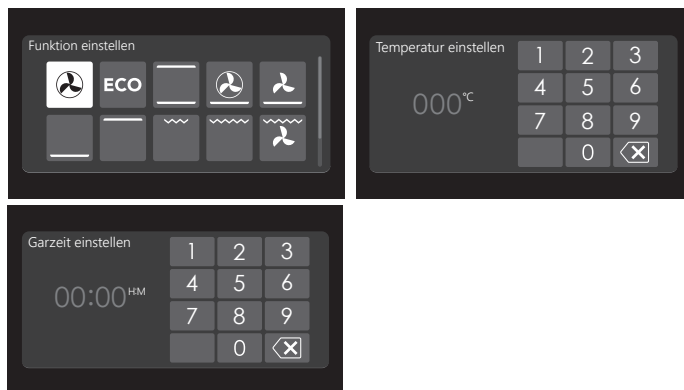 Funktion einstellen
ECO
Temperatur einstellen
000°C
1 2 3
4 5 6
7 8 9
0
Garzeit einstellen
00:00 H:M
1 2 3
4 5 6
7 8 9
0